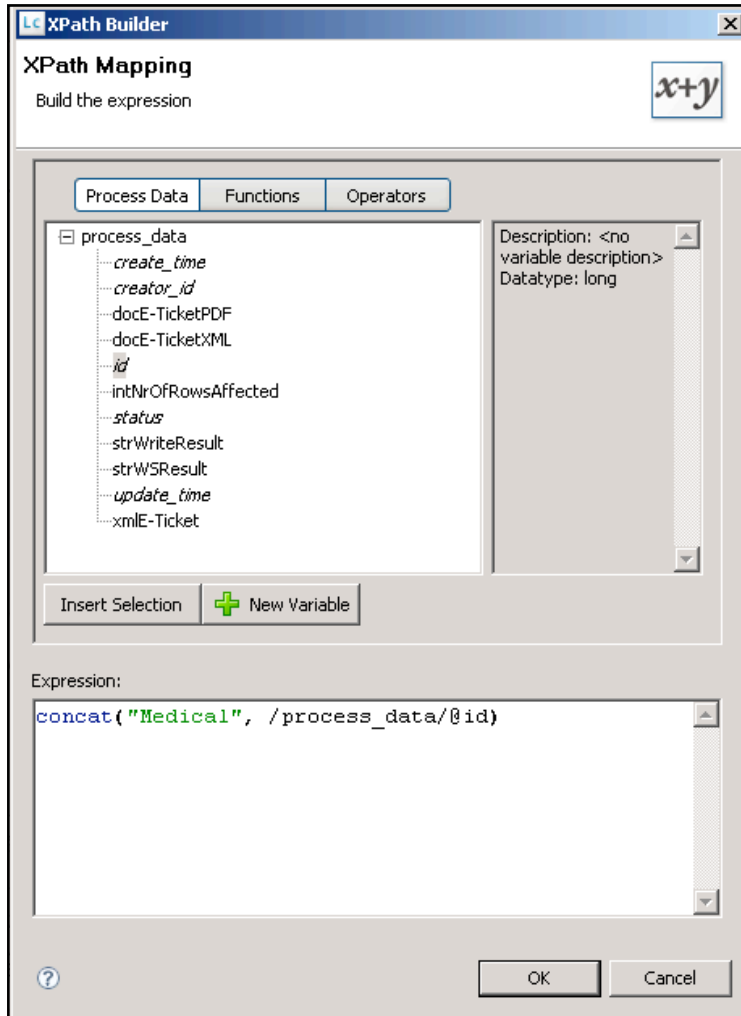 Lc XPath Builder
XPath Mapping
Build the expression
x+y
Process Data Functions Operators
process_data
create_time
creator_id
docE-TicketPDF
docE-TicketXML
id
intNrOfRowsAffected
status
strWriteResult
strWSResult
update_time
xmlE-Ticket
Description: <no
variable description>
Datatype: long
Insert Selection New Variable
Expression:
concat("Medical", /process_data/@id)
?
OK Cancel